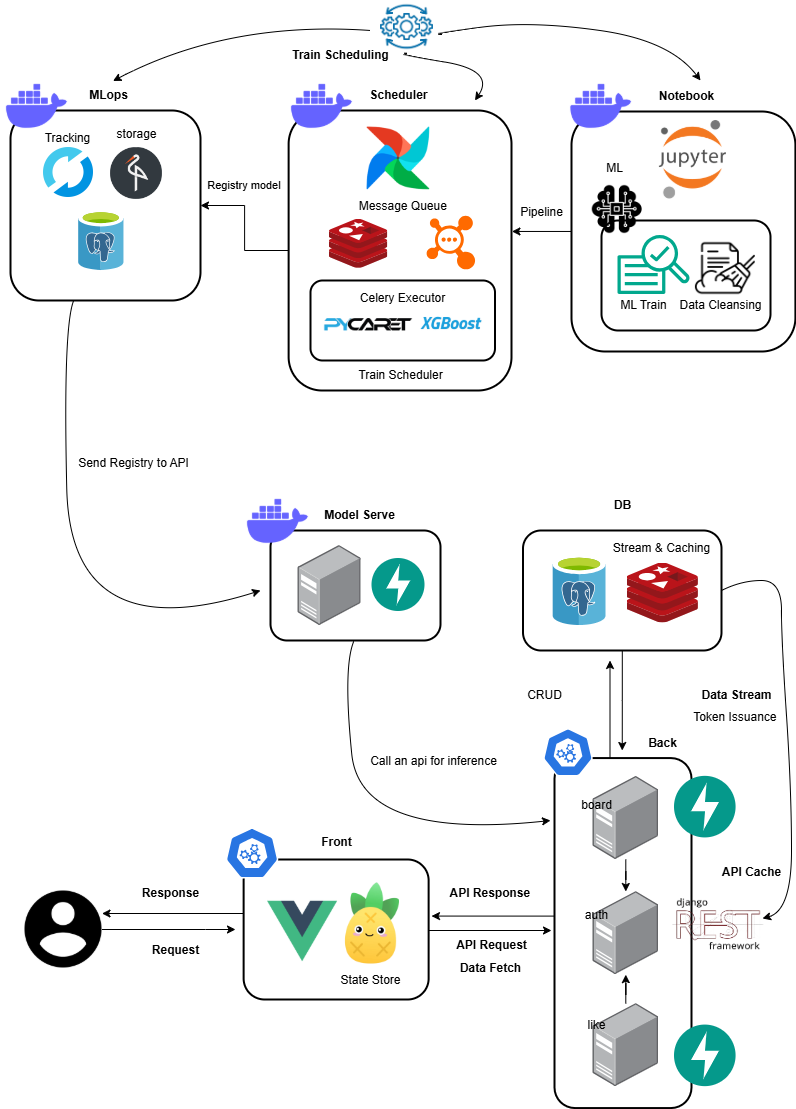 Train Scheduling
MLops
Scheduler
Notebook
Tracking
storage
Registry model
Message Queue
Celery Executor
PYCARET
XGBoost
Train Scheduler
Pipeline
jupyter
ML
ML Train
Data Cleansing
Send Registry to API
Model Serve
DB
Stream & Caching
CRUD
Data Stream
Token Issuance
Call an api for inference
Back
board
auth
like
API Cache
django
REST
framework
Front
State Store
Response
Request
API Response
API Request
Data Fetch